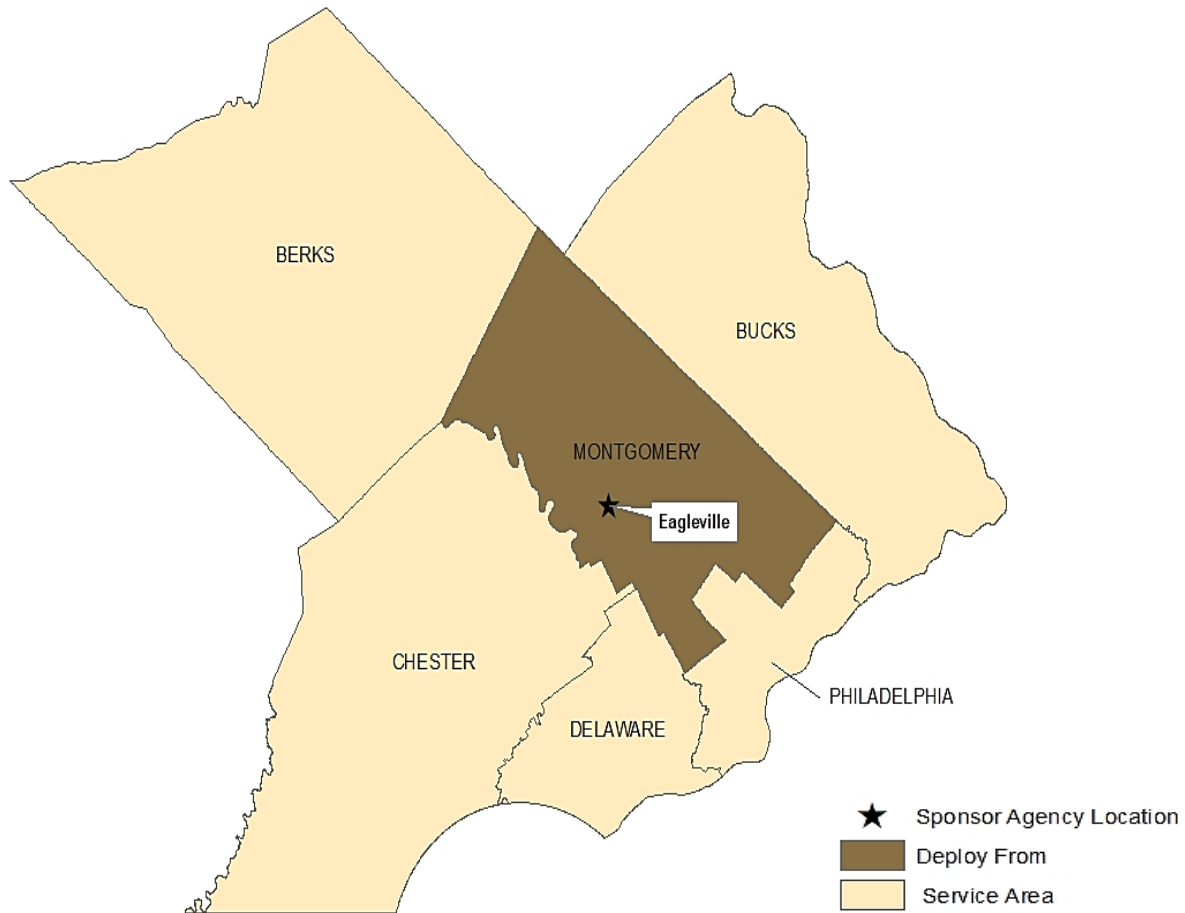 BERKS
BUCKS
MONTGOMERY
Eagleville
CHESTER
PHILADELPHIA
DELAWARE
Sponsor Agency Location
Deploy From
Service Area